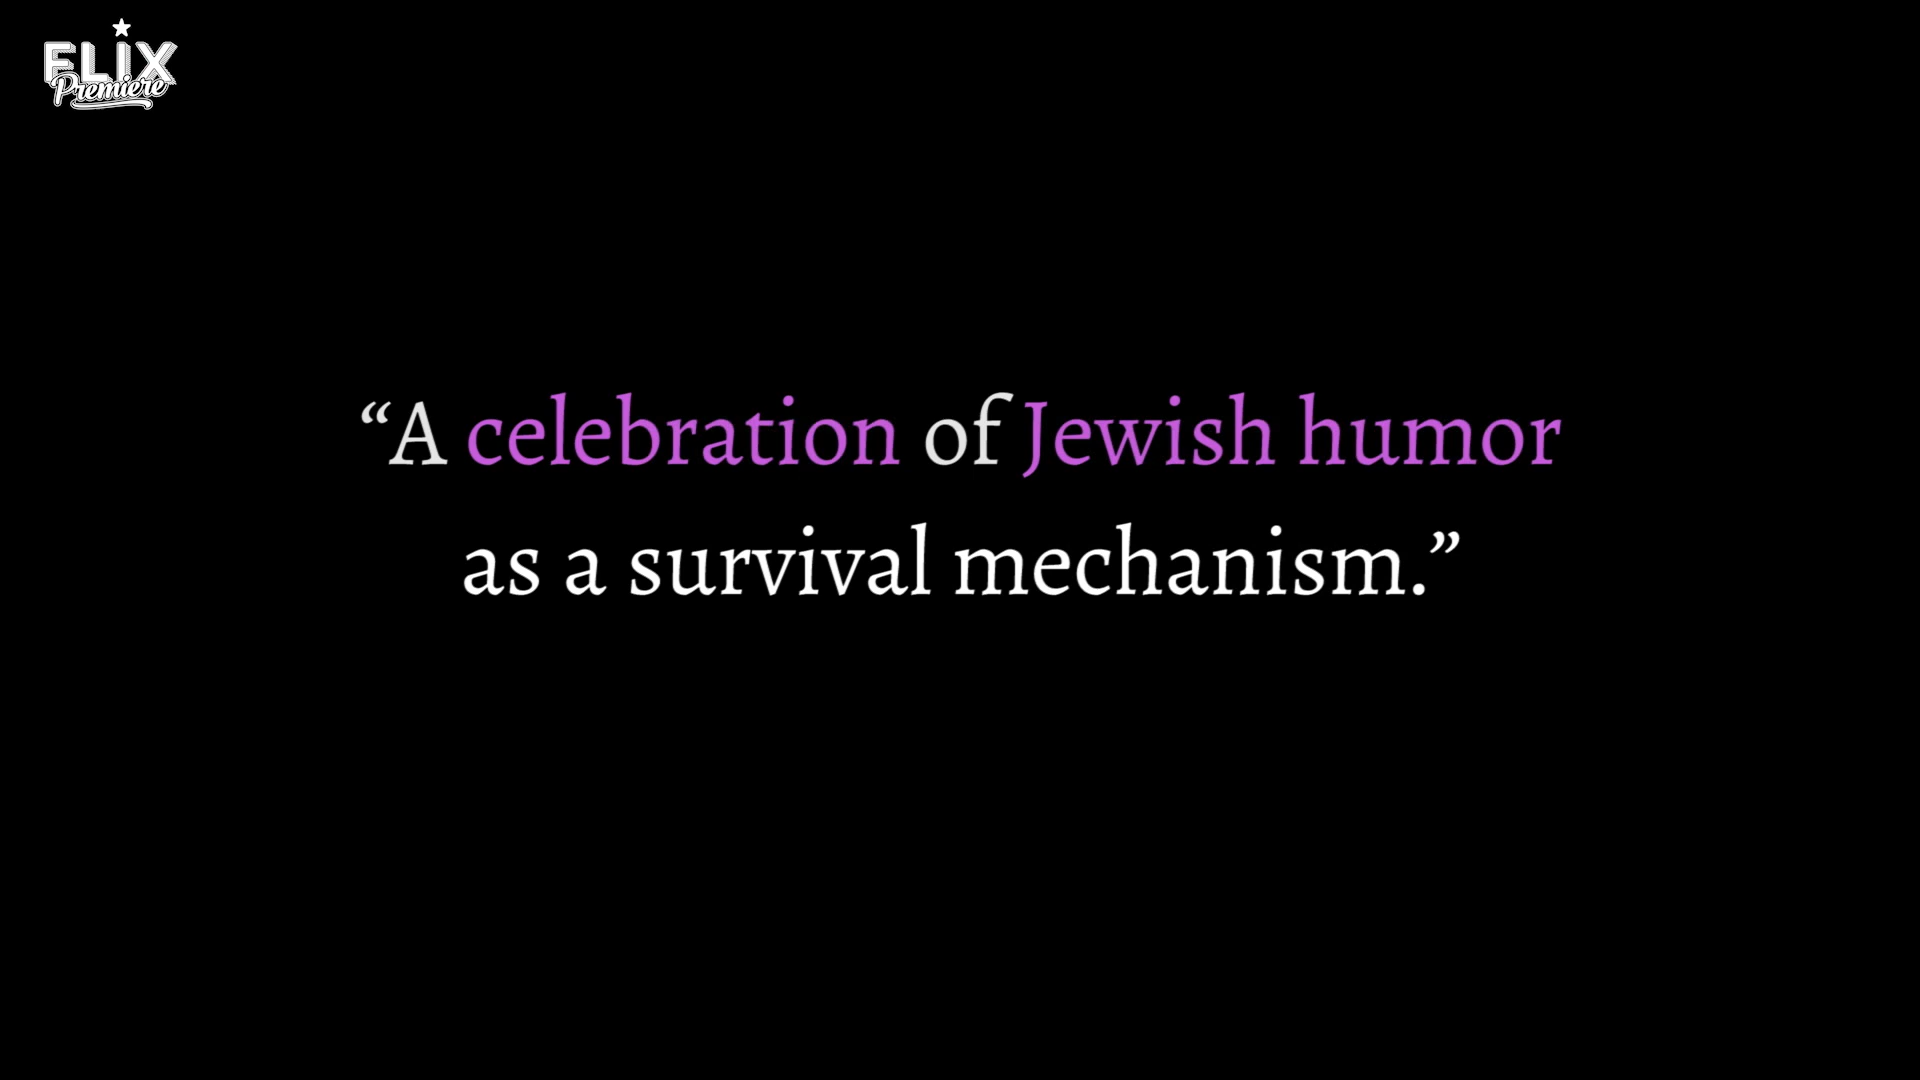 FLiX
Premiere
“A celebration of Jewish humor
as a survival mechanism.”